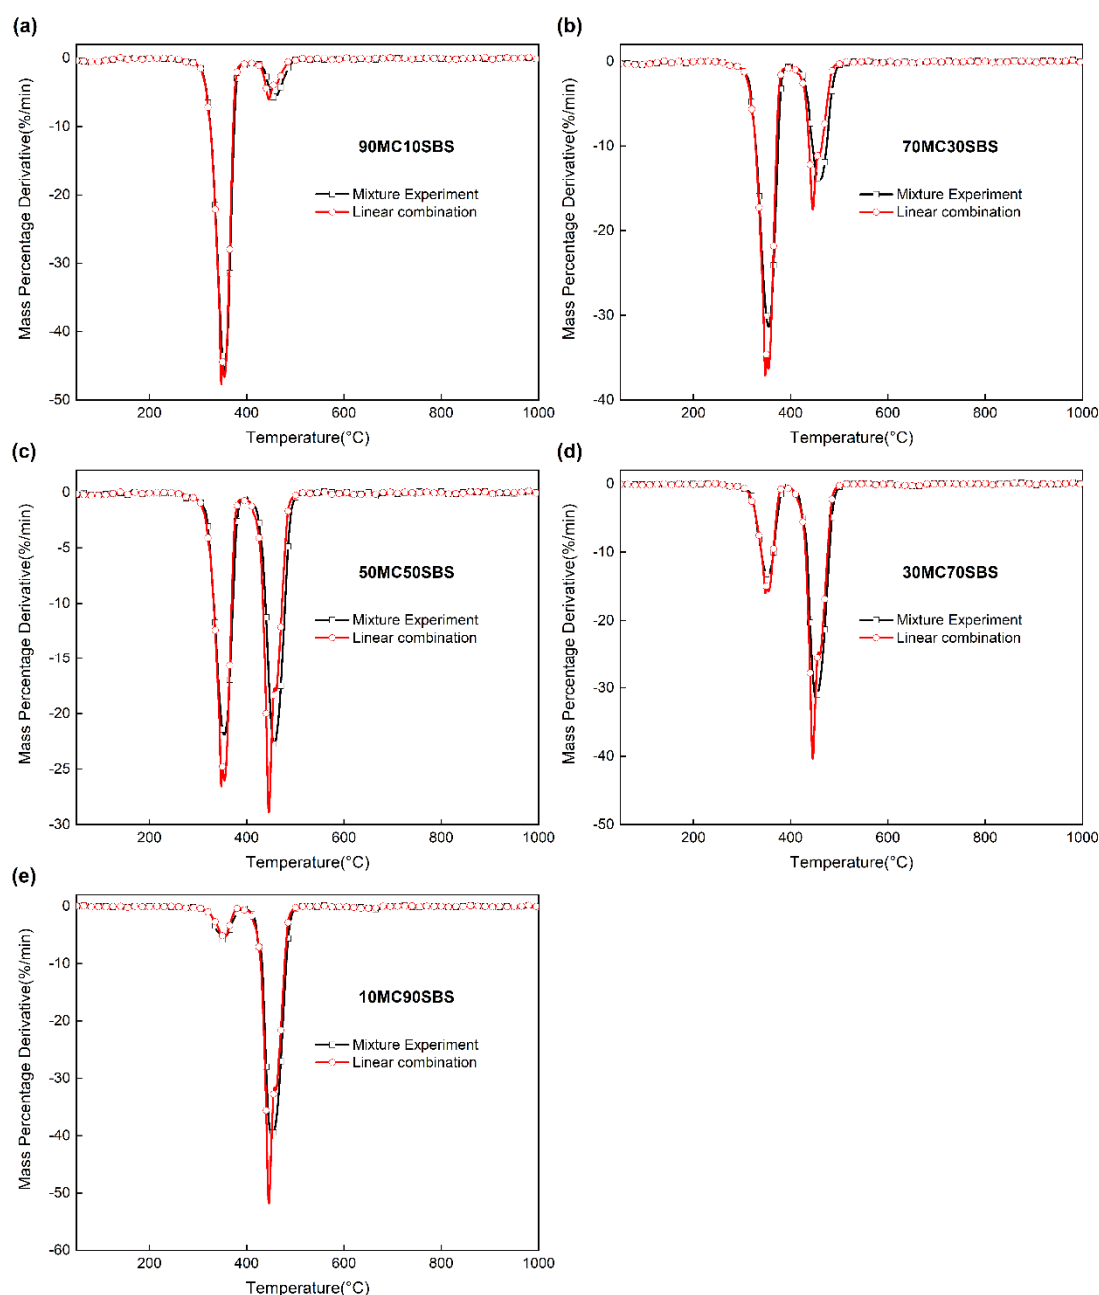 (a)
0
-10
-20
-30
-40
-50
200
400
600
800
1000
Mass Percentage Derivative(%/min)
Temperature(°C)
90MC10SBS
Mixture Experiment
Linear combination
(b)
0
-10
-20
-30
-40
200
400
600
800
1000
Mass Percentage Derivative(%/min)
Temperature(°C)
70MC30SBS
Mixture Experiment
Linear combination
(c)
0
-5
-10
-15
-20
-25
-30
200
400
600
800
1000
Mass Percentage Derivative(%/min)
Temperature(°C)
50MC50SBS
Mixture Experiment
Linear combination
(d)
0
-10
-20
-30
-40
-50
200
400
600
800
1000
Mass Percentage Derivative(%/min)
Temperature(°C)
30MC70SBS
Mixture Experiment
Linear combination
(e)
0
-10
-20
-30
-40
-50
-60
200
400
600
800
1000
Mass Percentage Derivative(%/min)
Temperature(°C)
10MC90SBS
Mixture Experiment
Linear combination